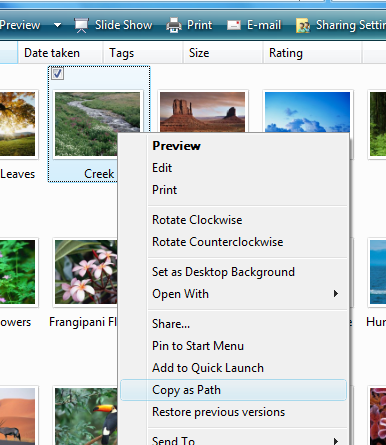 Preview Slide Show Print E-mail Sharing Setti
Date taken Tags Size Rating
Leaves Creek
Preview
Edit
Print
Rotate Clockwise
Rotate Counterclockwise
Set as Desktop Background
Open With
owers Frangipani Fl
Share...
Pin to Start Menu
Add to Quick Launch
Copy as Path
Restore previous versions
Send To